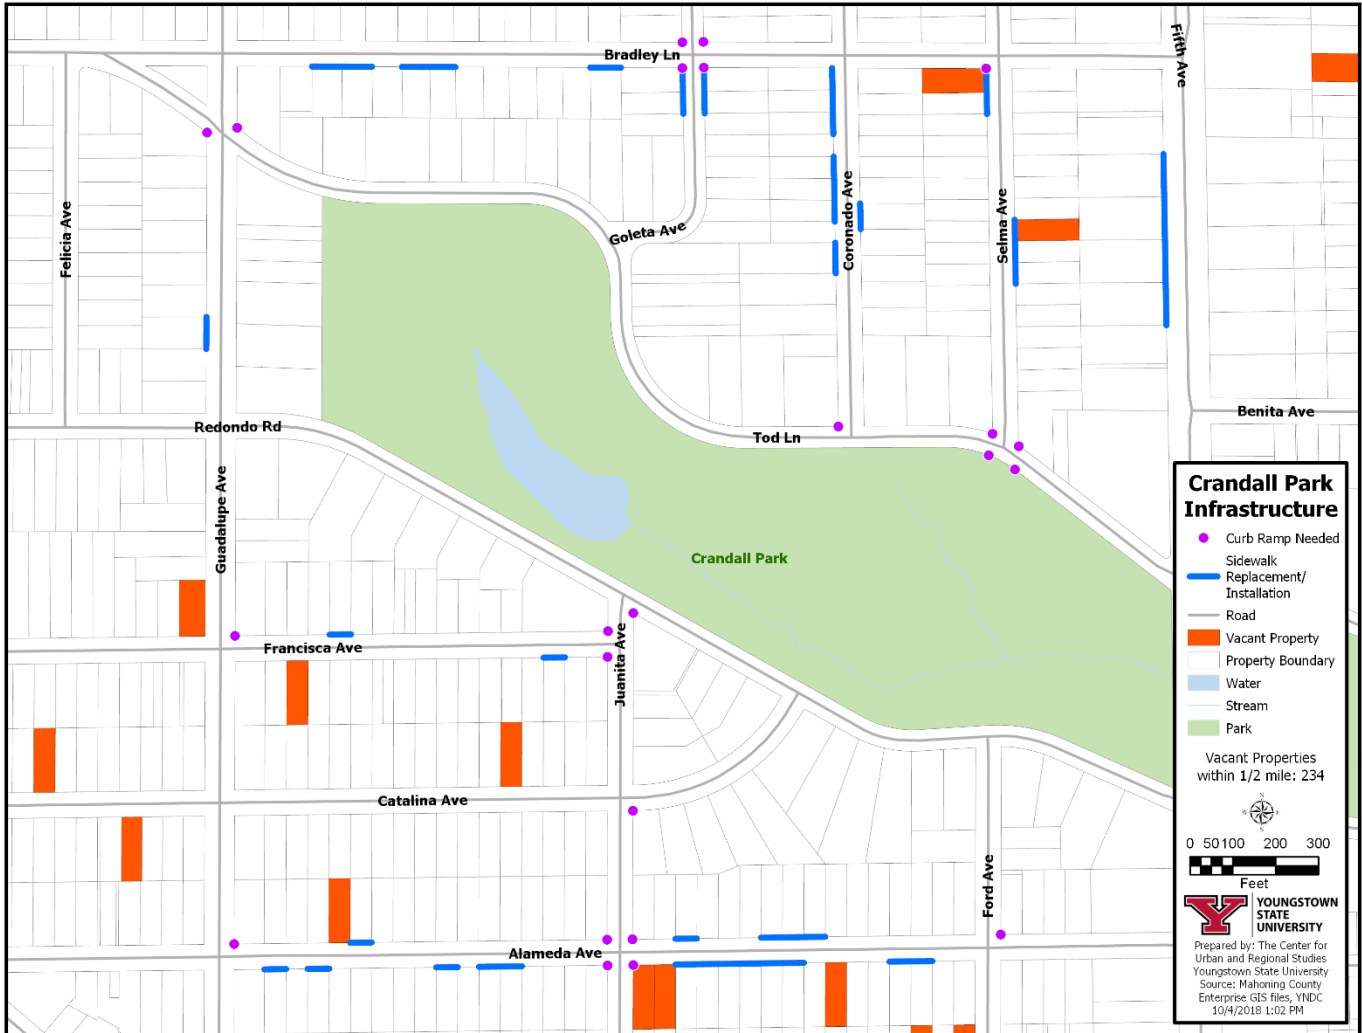 Bradley Ln
Fifth Ave
Felicia Ave
Goleta Ave
Coronado Ave
Selma Ave
Benita Ave
Redondo Rd
Tod Ln
Guadalupe Ave
Crandall Park
Francisca Ave
Juanita Ave
Catalina Ave
Ford Ave
Alameda Ave
Crandall Park
Infrastructure
Curb Ramp Needed
Sidewalk
Replacement/
Installation
Road
Vacant Property
Property Boundary
Water
Stream
Park
Vacant Properties
within 1/2 mile: 234
N
W E
S
0 50 100 200 300
Feet
Y
YOUNGSTOWN
STATE
UNIVERSITY
Prepared by: The Center for
Urban and Regional Studies
Youngstown State University
Source: Mahoning County
Enterprise GIS files, YNDC
10/4/2018 1:02 PM